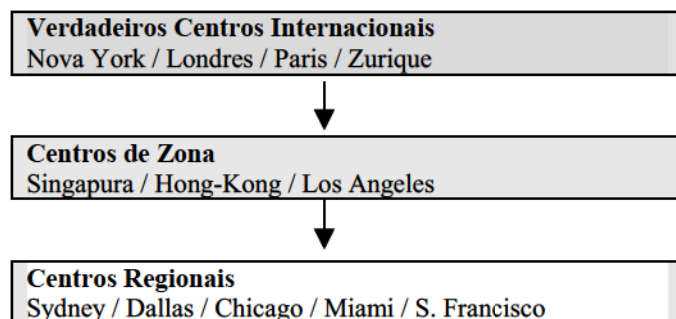 Verdadeiros Centros Internacionais
Nova York / Londres / Paris / Zurique
Centros de Zona
Singapura / Hong-Kong / Los Angeles
Centros Regionais
Sydney / Dallas / Chicago / Miami / S. Francisco